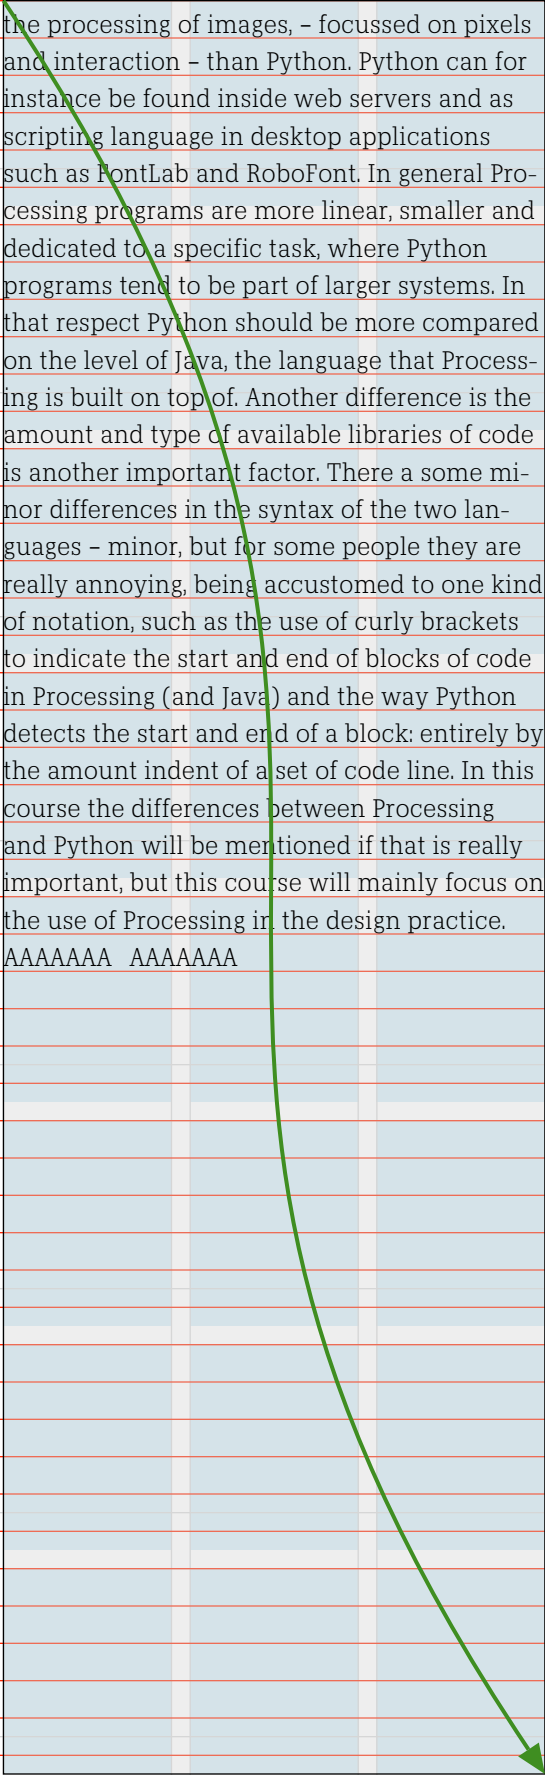 the processing of images, – focussed on pixels
and interaction – than Python. Python can for
instance be found inside web servers and as
scripting language in desktop applications
such as FontLab and RoboFont. In general Pro-
cessing programs are more linear, smaller and
dedicated to a specific task, where Python
programs tend to be part of larger systems. In
that respect Python should be more compared
on the level of Java, the language that Process-
ing is built on top of. Another difference is the
amount and type of available libraries of code
is another important factor. There a some mi-
nor differences in the syntax of the two lan-
guages – minor, but for some people they are
really annoying, being accustomed to one kind
of notation, such as the use of curly brackets
to indicate the start and end of blocks of code
in Processing (and Java) and the way Python
detects the start and end of a block: entirely by
the amount indent of a set of code line. In this
course the differences between Processing
and Python will be mentioned if that is really
important, but this course will mainly focus on
the use of Processing in the design practice.
AAAAAAA AAAAAAA